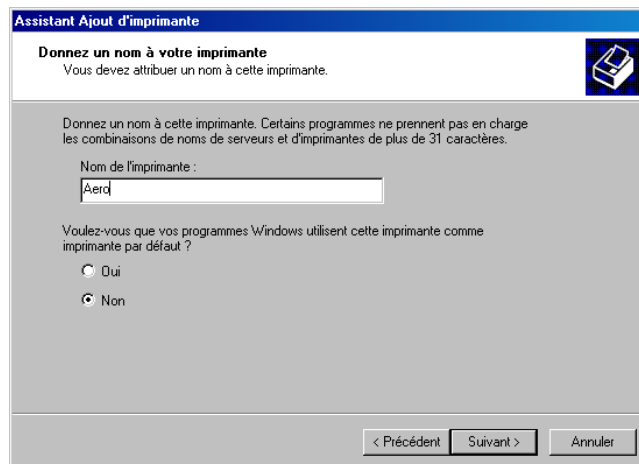 Assistant Ajout d'imprimante
Donnez un nom à votre imprimante
Vous devez attribuer un nom à cette imprimante.
Donnez un nom à cette imprimante. Certains programmes ne prennent pas en charge
les combinaisons de noms de serveurs et d'imprimantes de plus de 31 caractères.
Nom de l'imprimante :
Aero
Voulez-vous que vos programmes Windows utilisent cette imprimante comme
imprimante par défaut ?
Oui
Non
< Précédent Suivant > Annuler